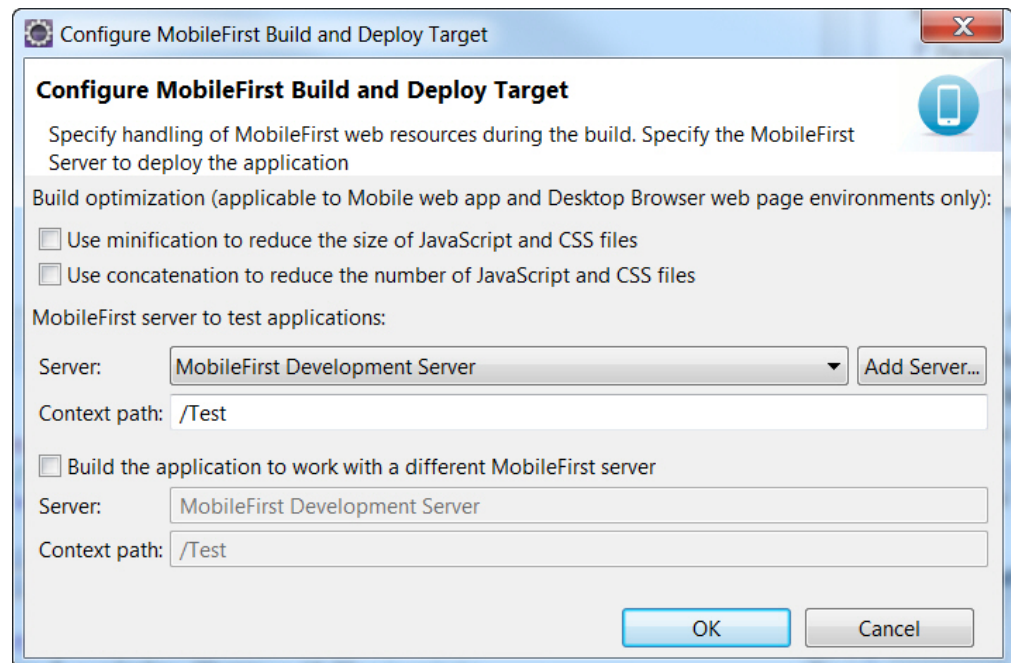 Configure MobileFirst Build and Deploy Target
Configure MobileFirst Build and Deploy Target
Specify handling of MobileFirst web resources during the build. Specify the MobileFirst
Server to deploy the application
Build optimization (applicable to Mobile web app and Desktop Browser web page environments only):
Use minification to reduce the size of JavaScript and CSS files
Use concatenation to reduce the number of JavaScript and CSS files
MobileFirst server to test applications:
Server: MobileFirst Development Server Add Server...
Context path: /Test
Build the application to work with a different MobileFirst server
Server: MobileFirst Development Server
Context path: /Test
OK Cancel